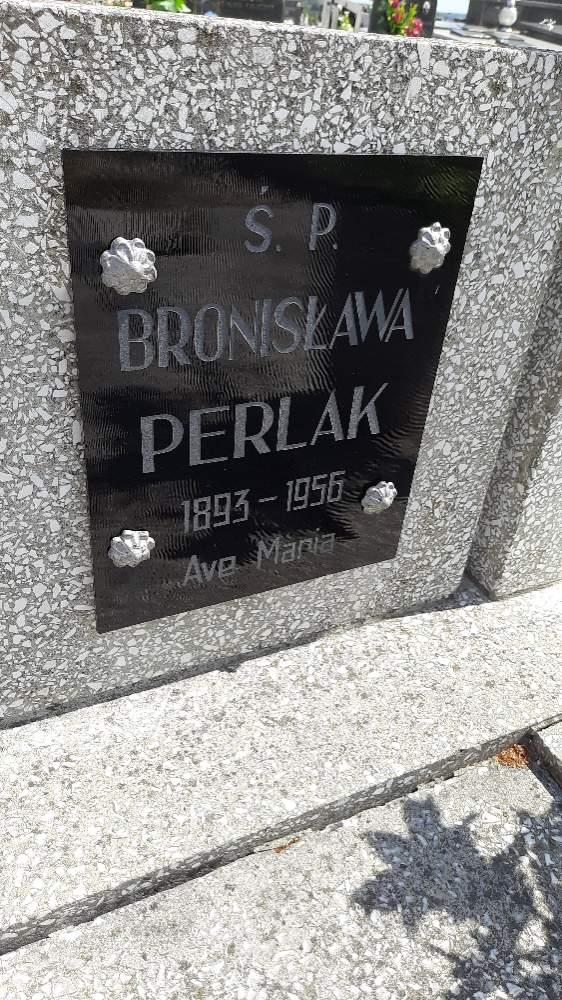 Ś. P.
BRONISŁAWA
PERLAK
1893 - 1956
Ave Maria